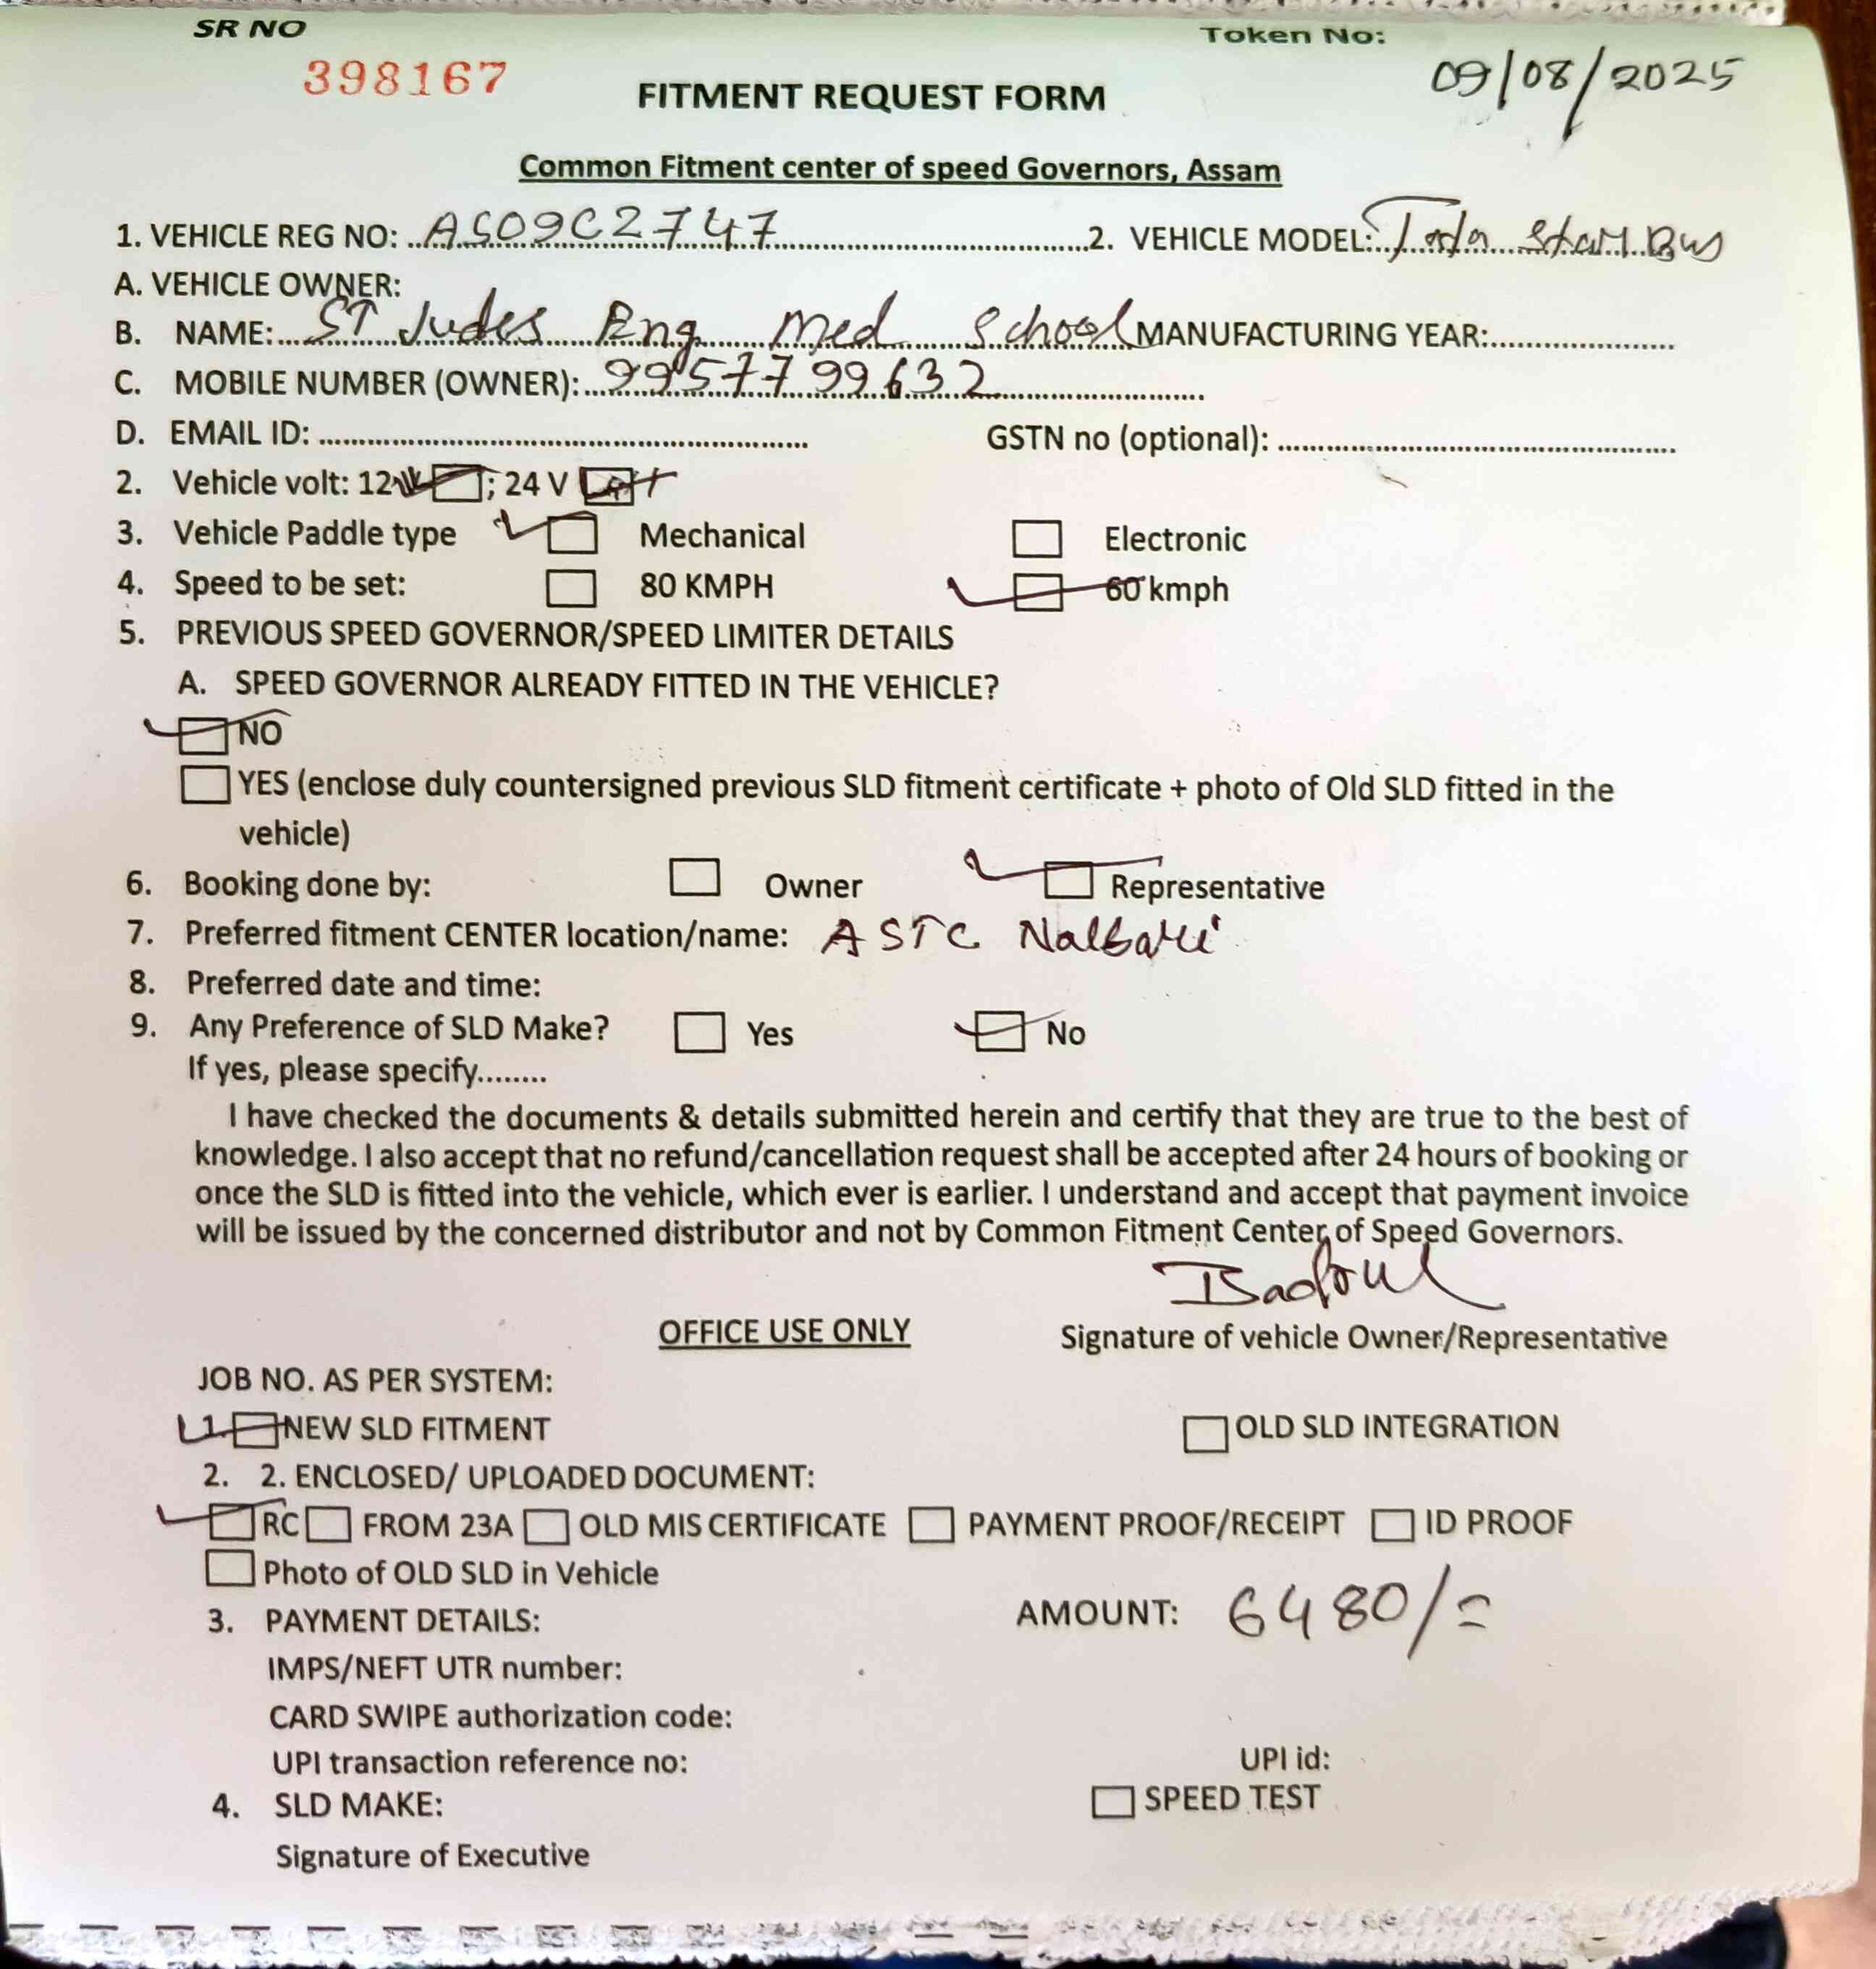 SR NO
Token No:
398167
09/08/2025
FITMENT REQUEST FORM
Common Fitment center of speed Governors, Assam
1. VEHICLE REG NO: AS09C2747 2. VEHICLE MODEL: Tata Star Bus
A. VEHICLE OWNER:
B. NAME: ST Judes Eng Med School MANUFACTURING YEAR:
C. MOBILE NUMBER (OWNER): 9957799632
D. EMAIL ID: GSTN no (optional):
2. Vehicle volt: 12V ; 24 V
3. Vehicle Paddle type Mechanical Electronic
4. Speed to be set: 80 KMPH 60 kmph
5. PREVIOUS SPEED GOVERNOR/SPEED LIMITER DETAILS
A. SPEED GOVERNOR ALREADY FITTED IN THE VEHICLE?
NO
YES (enclose duly countersigned previous SLD fitment certificate + photo of Old SLD fitted in the
vehicle)
6. Booking done by: Owner Representative
7. Preferred fitment CENTER location/name: ASTC Nalbari
8. Preferred date and time:
9. Any Preference of SLD Make? Yes No
If yes, please specify........
I have checked the documents & details submitted herein and certify that they are true to the best of
knowledge. I also accept that no refund/cancellation request shall be accepted after 24 hours of booking or
once the SLD is fitted into the vehicle, which ever is earlier. I understand and accept that payment invoice
will be issued by the concerned distributor and not by Common Fitment Center of Speed Governors.
OFFICE USE ONLY
Signature of vehicle Owner/Representative
JOB NO. AS PER SYSTEM:
1. NEW SLD FITMENT OLD SLD INTEGRATION
2. 2. ENCLOSED/ UPLOADED DOCUMENT:
RC FROM 23A OLD MIS CERTIFICATE PAYMENT PROOF/RECEIPT ID PROOF
Photo of OLD SLD in Vehicle
3. PAYMENT DETAILS: AMOUNT: 6480/=
IMPS/NEFT UTR number:
CARD SWIPE authorization code:
UPI transaction reference no: UPI id:
4. SLD MAKE: SPEED TEST
Signature of Executive